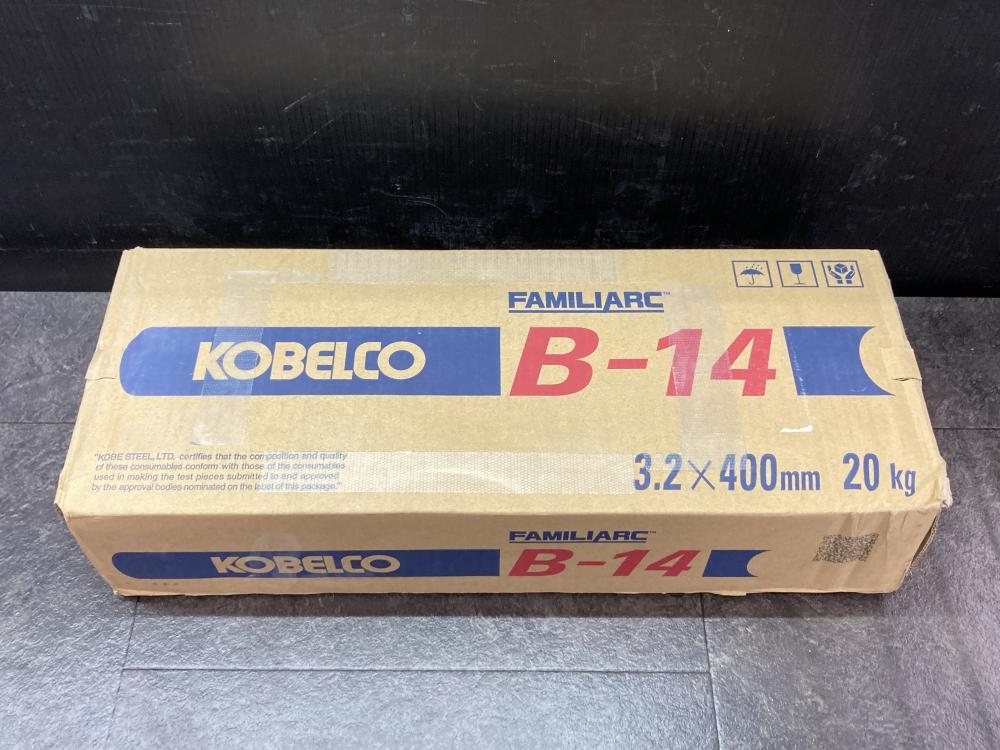 FAMILIARC™
KOBELCO B-14
"KOBE STEEL, LTD. certifies that the composition and quality
of these consumables conform with those of the consumables
used in making the test pieces submitted to and approved
by the approval bodies nominated on the label of this package."
3.2×400mm 20 kg
FAMILIARC™
KOBELCO B-14